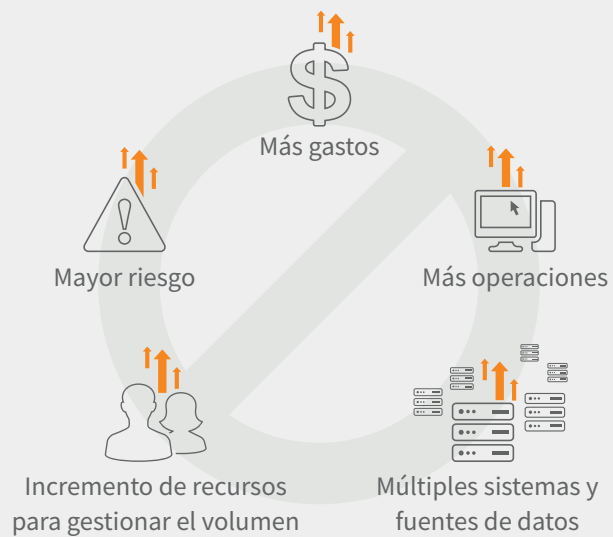 Más gastos
Mayor riesgo
Más operaciones
Incremento de recursos
para gestionar el volumen
Múltiples sistemas y
fuentes de datos